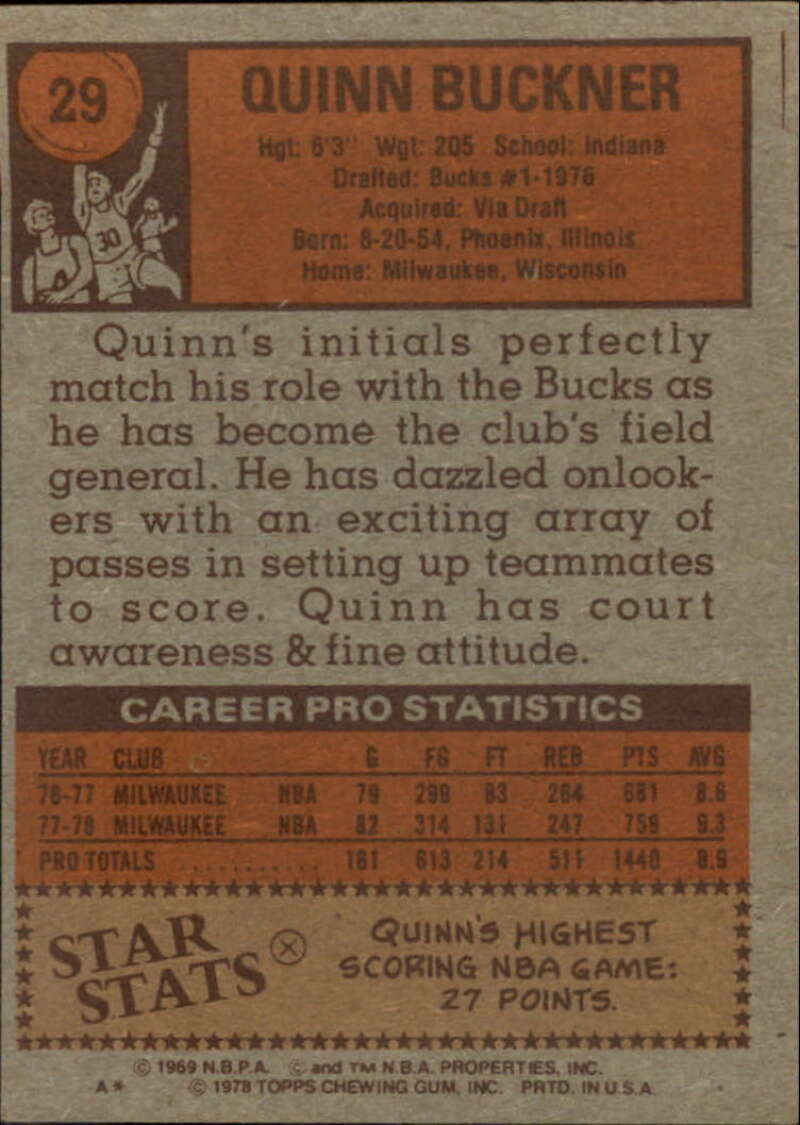 29
QUINN BUCKNER
Hgt: 6'3" Wgt: 205 School: Indiana
Drafted: Bucks #1-1976
Acquired: Via Draft
Born: 8-20-54, Phoenix, Illinois
Home: Milwaukee, Wisconsin
30
Quinn's initials perfectly
match his role with the Bucks as
he has become the club's field
general. He has dazzled onlook-
ers with an exciting array of
passes in setting up teammates
to score. Quinn has court
awareness & fine attitude.
CAREER PRO STATISTICS
YEAR CLUB G FG FT REB PTS AVG
76-77 MILWAUKEE NBA 79 299 83 264 681 8.6
77-78 MILWAUKEE NBA 82 314 131 247 759 9.3
PRO TOTALS ............ 161 613 214 511 1440 8.9
STAR
STATS
QUINN'S HIGHEST
SCORING NBA GAME:
27 POINTS.
© 1969 N.B.P.A. © and TM N.B.A. PROPERTIES, INC.
A* © 1978 TOPPS CHEWING GUM, INC. PRTD. IN U.S.A.